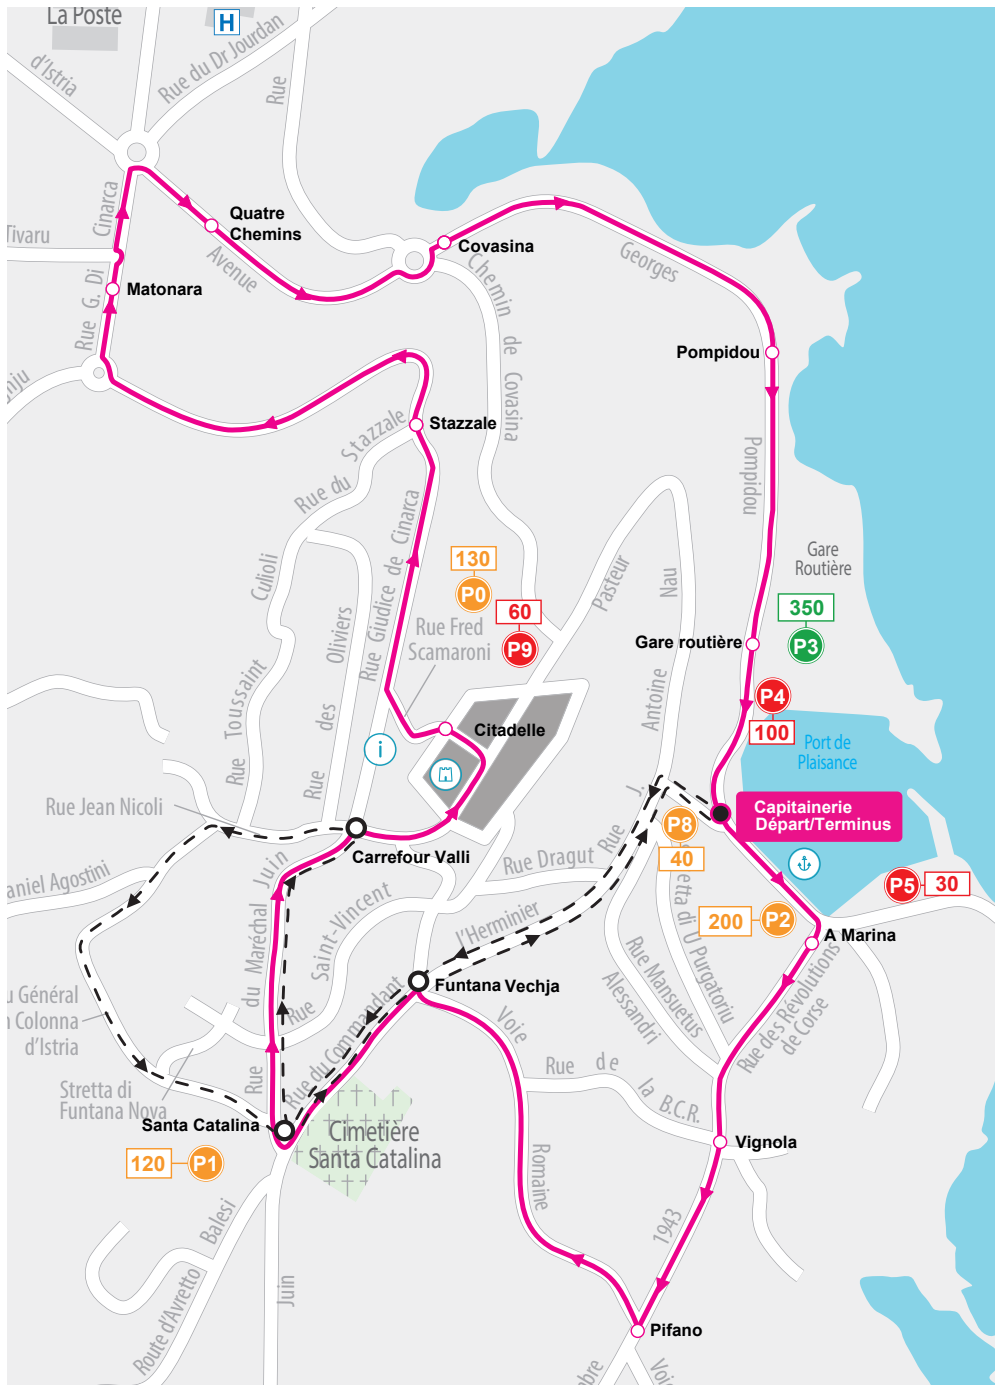 La Poste
H
d'Istria
Rue du Dr Jourdan
Rue
Cinarca
Tivaru
Quatre
Chemins
Avenue
Covasina
Georges
Chemin de Covasina
Rue G. Di
Matonara
Pompidou
Stazzale
Rue du Stazzale
Pompidou
Gare
Routière
130
P0
60
P9
350
P3
Pasteur
Nau
Culioli
Oliviers
Rue Giudice de Cinarca
Rue Fred
Scamaroni
Gare routière
P4
100
Antoine
Toussaint
des
Citadelle
i
Port de
Plaisance
Rue
Rue
J.
Capitainerie
Départ/Terminus
Rue Jean Nicoli
Carrefour Valli
P8
40
Rue Dragut
Rue
P5
30
aniel Agostini
Juin
Saint-Vincent
l'Herminier
200
P2
A Marina
etta di U Purgatoriu
Rue Mansuetus
Alessandri
Rue des Révolutions
de Corse
du Maréchal
Funtana Vechja
u Général
Colonna
d'Istria
Rue
Rue du Commandant
Voie
Rue de la B.C.R.
Stretta di
Funtana Nova
Rue
Santa Catalina
Cimetière
Santa Catalina
Vignola
120
P1
Romaine
Balesi
1943
Route d'Avretto
Juin
Pifano
bre
Voie